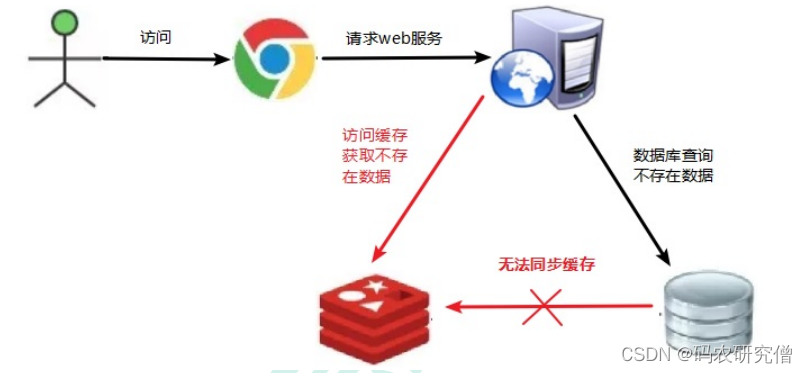 访问
请求web服务
访问缓存
获取不存
在数据
数据库查询
不存在数据
无法同步缓存
CSDN @码农研究僧